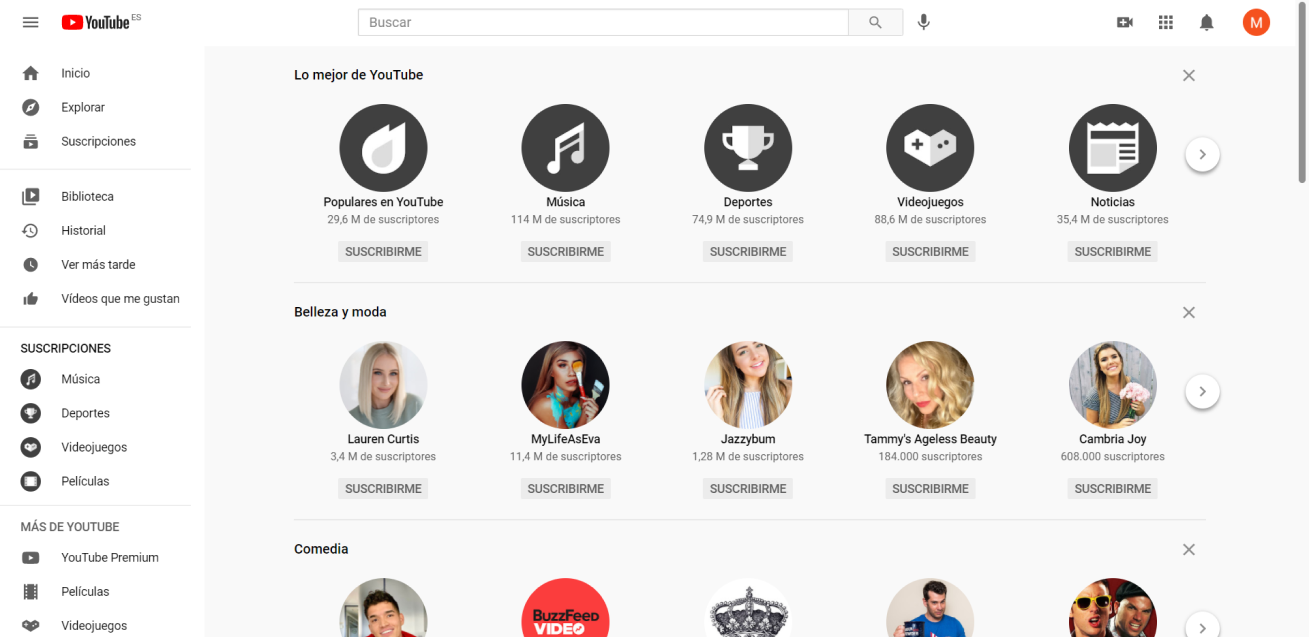 YouTube ES
Buscar
M
Inicio
Explorar
Suscripciones
Biblioteca
Historial
Ver más tarde
Vídeos que me gustan
SUSCRIPCIONES
Música
Deportes
Videojuegos
Películas
MÁS DE YOUTUBE
YouTube Premium
Películas
Videojuegos
Lo mejor de YouTube
Populares en YouTube
29,6 M de suscriptores
SUSCRIBIRME
Música
114 M de suscriptores
SUSCRIBIRME
Deportes
74,9 M de suscriptores
SUSCRIBIRME
Videojuegos
88,6 M de suscriptores
SUSCRIBIRME
Noticias
35,4 M de suscriptores
SUSCRIBIRME
Belleza y moda
Lauren Curtis
3,4 M de suscriptores
SUSCRIBIRME
MyLifeAsEva
11,4 M de suscriptores
SUSCRIBIRME
Jazzybum
1,28 M de suscriptores
SUSCRIBIRME
Tammy's Ageless Beauty
184.000 suscriptores
SUSCRIBIRME
Cambria Joy
608.000 suscriptores
SUSCRIBIRME
Comedia
BuzzFeed
VIDEO